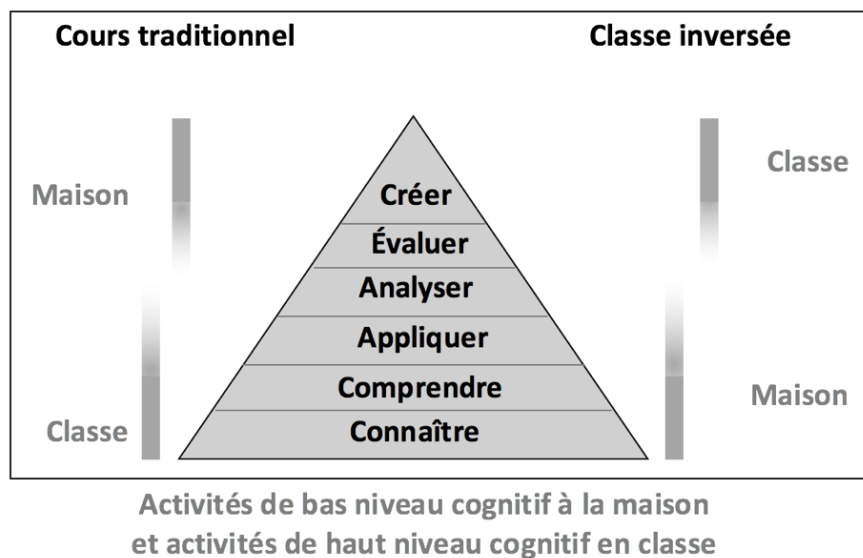 Cours traditionnel
Classe inversée
Maison
Classe
Créer
Évaluer
Analyser
Appliquer
Comprendre
Connaître
Classe
Maison
Activités de bas niveau cognitif à la maison
et activités de haut niveau cognitif en classe